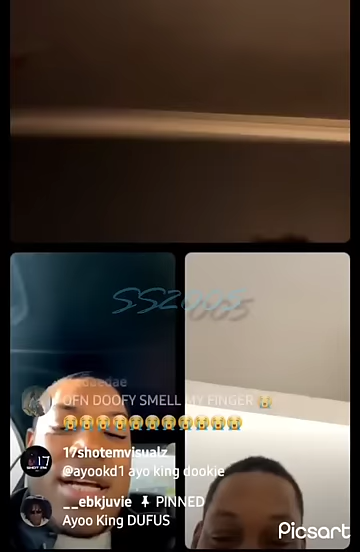 SS2005
OFN DOOFY SMELL MY FINGER 😭
😭😭😭😭😭😭😭😭😭😭😭
17shotemvisualz
@ayookd1 ayo king dookie
__ebkjuvie 📌 PINNED
Ayoo King DUFUS
Picsart